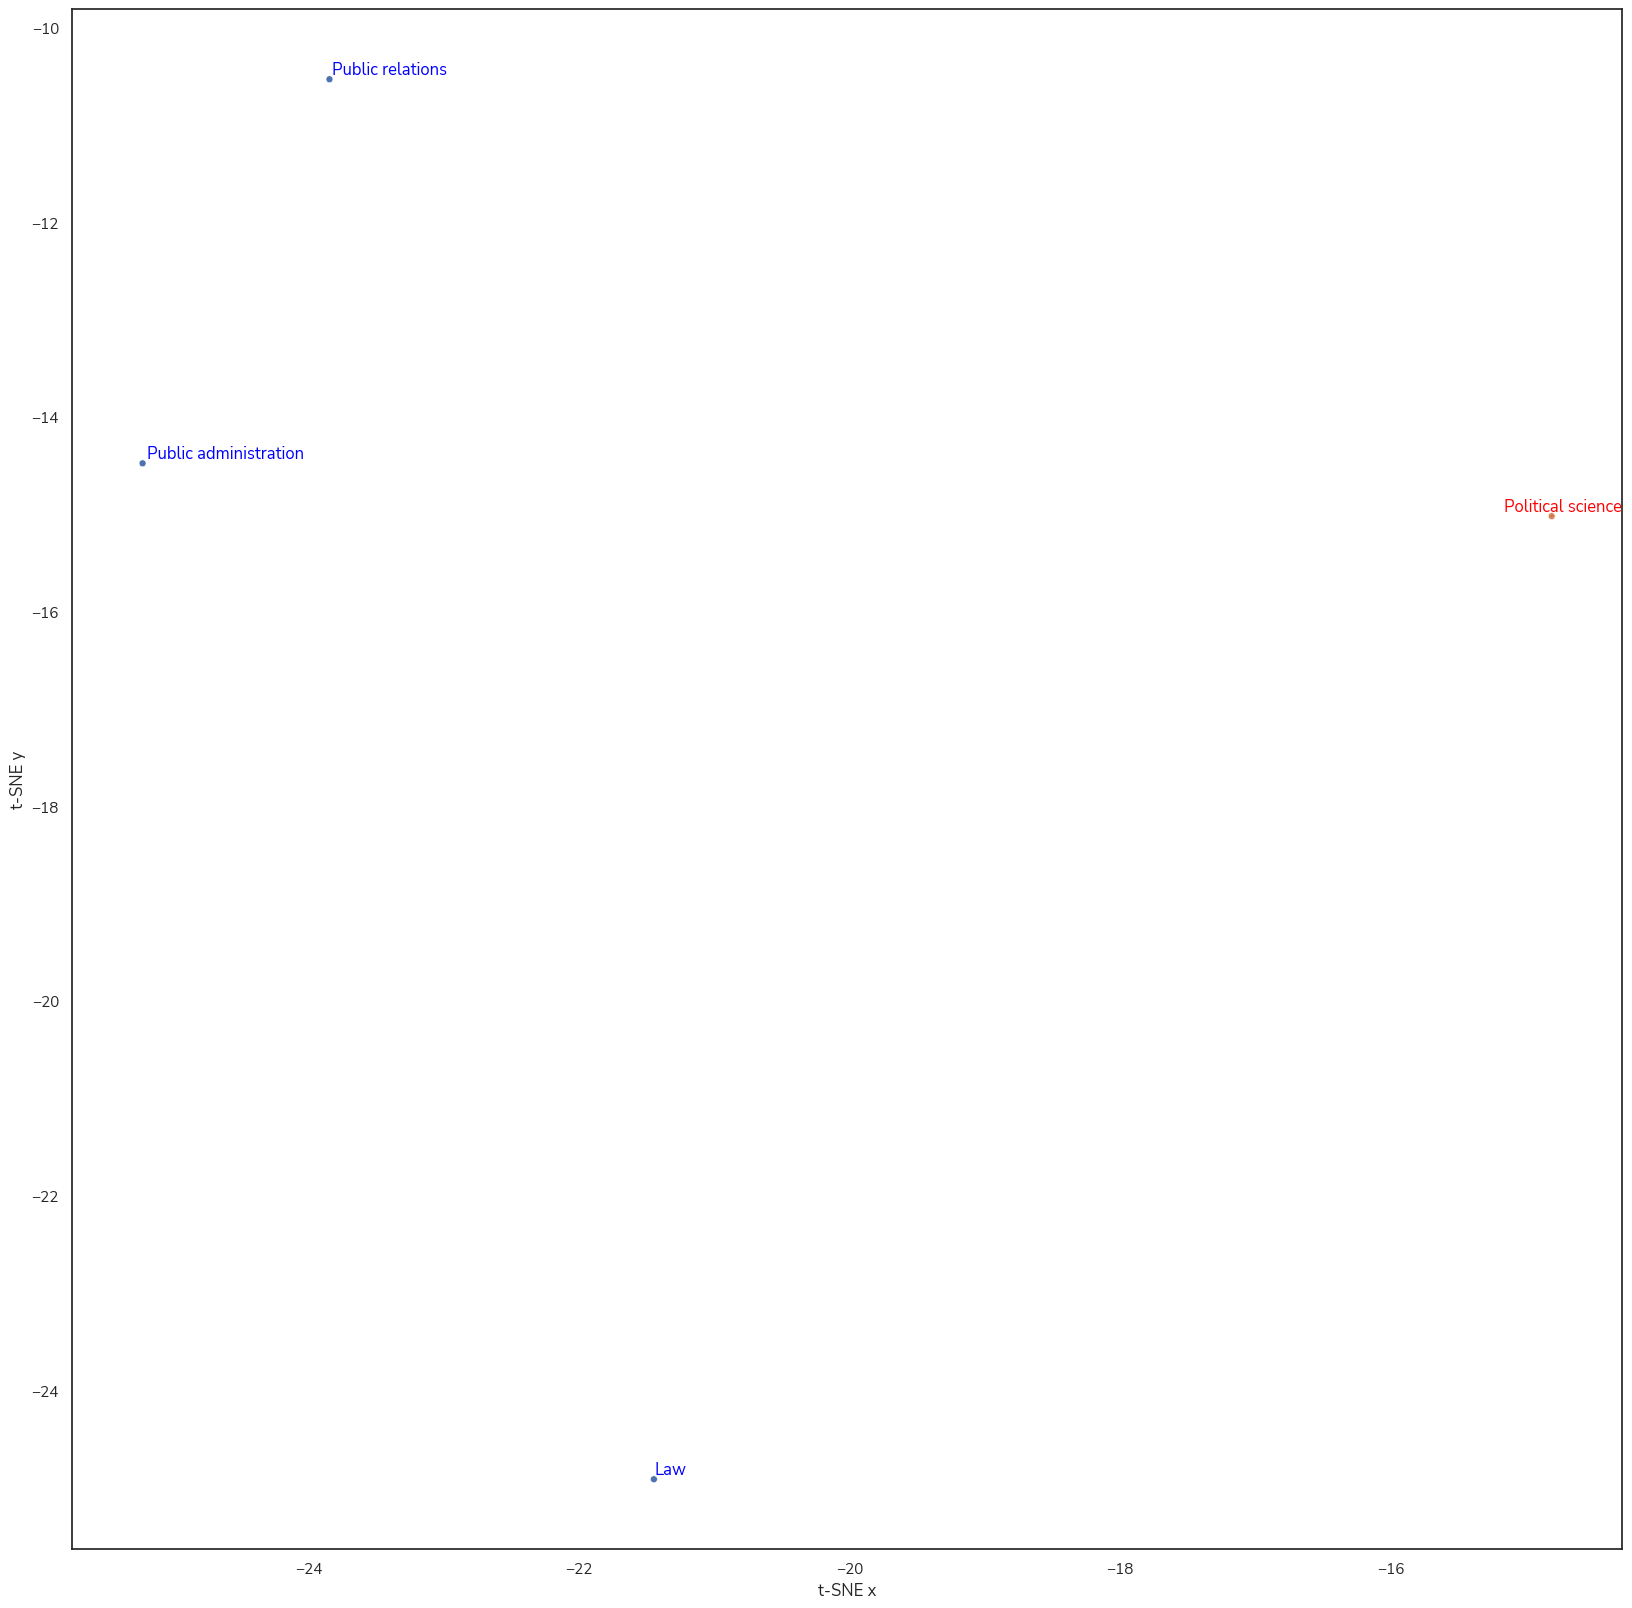 –10
Public relations
–12
–14
Public administration
Political science
–16
t-SNE y
–18
–20
–22
–24
Law
–24
–22
–20
–18
–16
t-SNE x